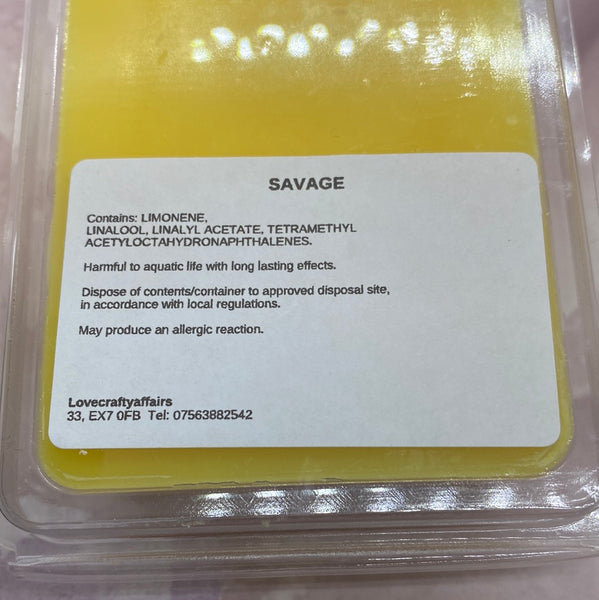 SAVAGE
Contains: LIMONENE,
LINALOOL, LINALYL ACETATE, TETRAMETHYL
ACETYLOCTAHYDRONAPHTHALENES.
Harmful to aquatic life with long lasting effects.
Dispose of contents/container to approved disposal site,
in accordance with local regulations.
May produce an allergic reaction.
Lovecraftyaffairs
33, EX7 0FB Tel: 07563882542